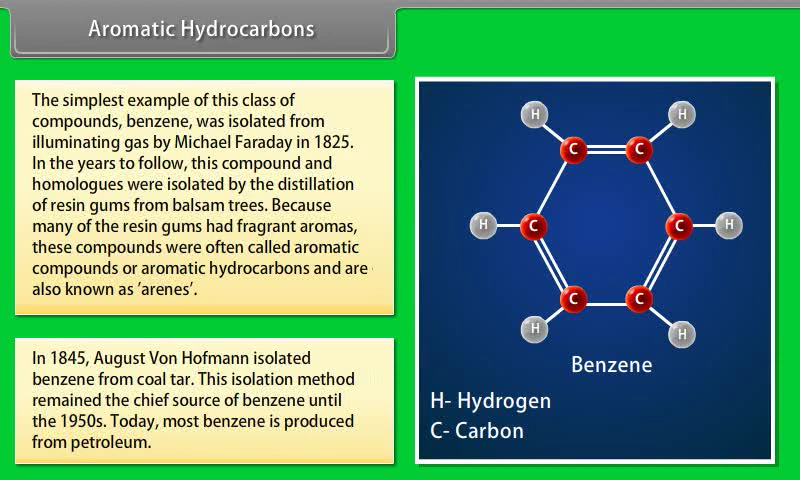 Aromatic Hydrocarbons
The simplest example of this class of
compounds, benzene, was isolated from
illuminating gas by Michael Faraday in 1825.
In the years to follow, this compound and
homologues were isolated by the distillation
of resin gums from balsam trees. Because
many of the resin gums had fragrant aromas,
these compounds were often called aromatic
compounds or aromatic hydrocarbons and are
also known as 'arenes'.
In 1845, August Von Hofmann isolated
benzene from coal tar. This isolation method
remained the chief source of benzene until
the 1950s. Today, most benzene is produced
from petroleum.
H H
C C
H C C H
C C
H H
Benzene
H- Hydrogen
C- Carbon